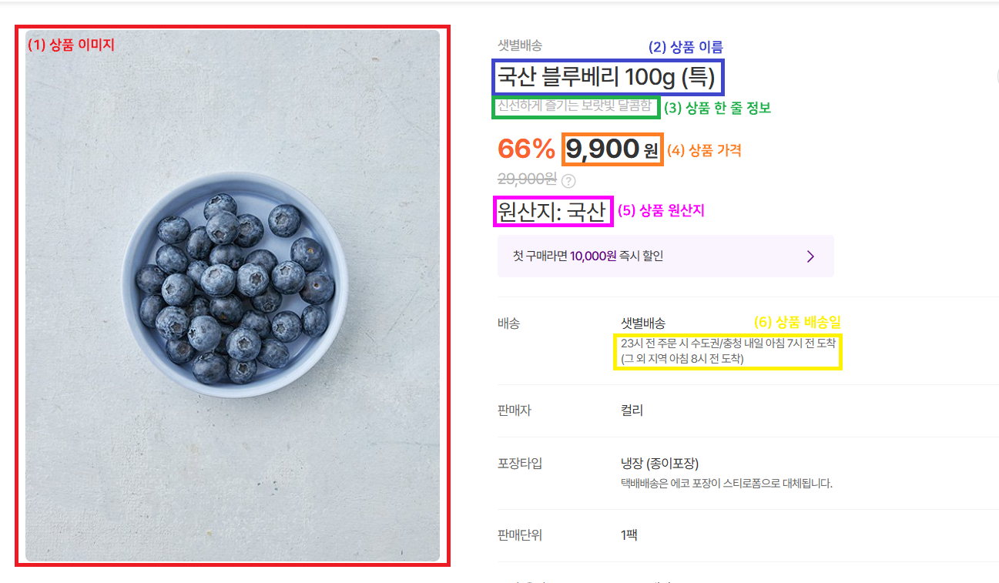 (1) 상품 이미지
샛별배송
(2) 상품 이름
국산 블루베리 100g (특)
신선하게 즐기는 보랏빛 달콤함
(3) 상품 한 줄 정보
66% 9,900 원
(4) 상품 가격
29,900원 ?
원산지: 국산
(5) 상품 원산지
첫 구매라면 10,000원 즉시 할인
배송
샛별배송
(6) 상품 배송일
23시 전 주문 시 수도권/충청 내일 아침 7시 전 도착
(그 외 지역 아침 8시 전 도착)
판매자
컬리
포장타입
냉장 (종이포장)
택배배송은 에코 포장이 스티로폼으로 대체됩니다.
판매단위
1팩